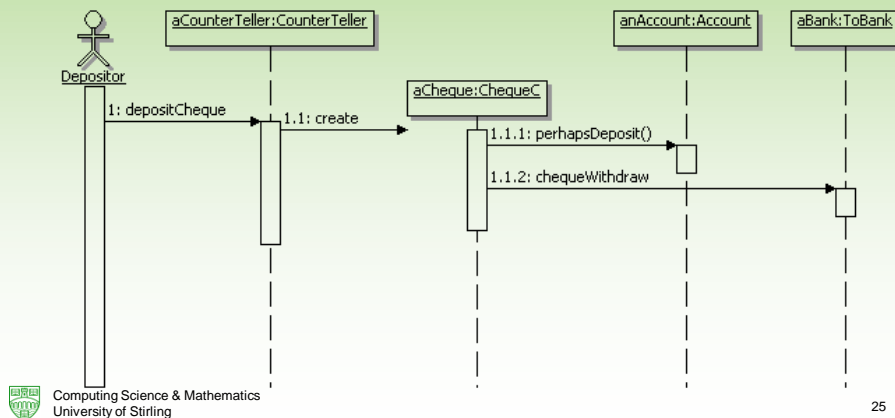 aCounterTeller:CounterTeller
anAccount:Account
aBank:ToBank
Depositor
aCheque:ChequeC
1: depositCheque
1.1: create
1.1.1: perhapsDeposit()
1.1.2: chequeWithdraw
Computing Science & Mathematics
University of Stirling
25